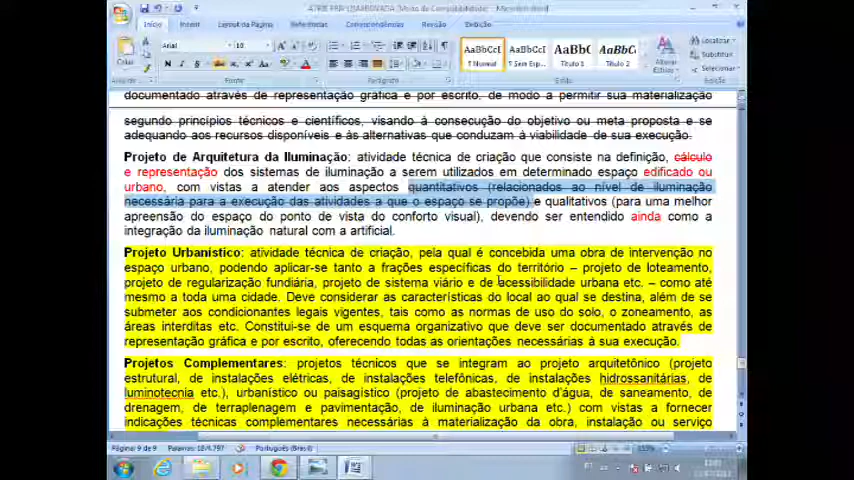 Início Inserir Layout da Página Referências Correspondências Revisão Exibição
Localizar
Arial 10 AaBbCcI AaBbCcI AaBbC AaBbCc Substituir
Colar ¶ Normal ¶ Sem Esp... Título 1 Título 2 Alterar Estilos Selecionar
Fonte Parágrafo Estilo
documentado através de representação gráfica e por escrito, de modo a permitir sua materialização
segundo princípios técnicos e científicos, visando à consecução do objetivo ou meta proposta e se
adequando aos recursos disponíveis e às alternativas que conduzam à viabilidade de sua execução.
Projeto de Arquitetura da Iluminação: atividade técnica de criação que consiste na definição, cálculo
e representação dos sistemas de iluminação a serem utilizados em determinado espaço edificado ou
urbano, com vistas a atender aos aspectos quantitativos (relacionados ao nível de iluminação
necessária para a execução das atividades a que o espaço se propõe) e qualitativos (para uma melhor
apreensão do espaço do ponto de vista do conforto visual), devendo ser entendido ainda como a
integração da iluminação natural com a artificial.
Projeto Urbanístico: atividade técnica de criação, pela qual é concebida uma obra de intervenção no
espaço urbano, podendo aplicar-se tanto a frações específicas do território – projeto de loteamento,
projeto de regularização fundiária, projeto de sistema viário e de acessibilidade urbana etc. – como até
mesmo a toda uma cidade. Deve considerar as características do local ao qual se destina, além de se
submeter aos condicionantes legais vigentes, tais como as normas de uso do solo, o zoneamento, as
áreas interditas etc. Constitui-se de um esquema organizativo que deve ser documentado através de
representação gráfica e por escrito, oferecendo todas as orientações necessárias à sua execução.
Projetos Complementares: projetos técnicos que se integram ao projeto arquitetônico (projeto
estrutural, de instalações elétricas, de instalações telefônicas, de instalações hidrossanitárias, de
luminotecnia etc.), urbanístico ou paisagístico (projeto de abastecimento d'água, de saneamento, de
drenagem, de terraplenagem e pavimentação, de iluminação urbana etc.) com vistas a fornecer
indicações técnicas complementares necessárias à materialização da obra, instalação ou serviço
Página: 9 de 9 Palavras: Português (Brasil)
PT